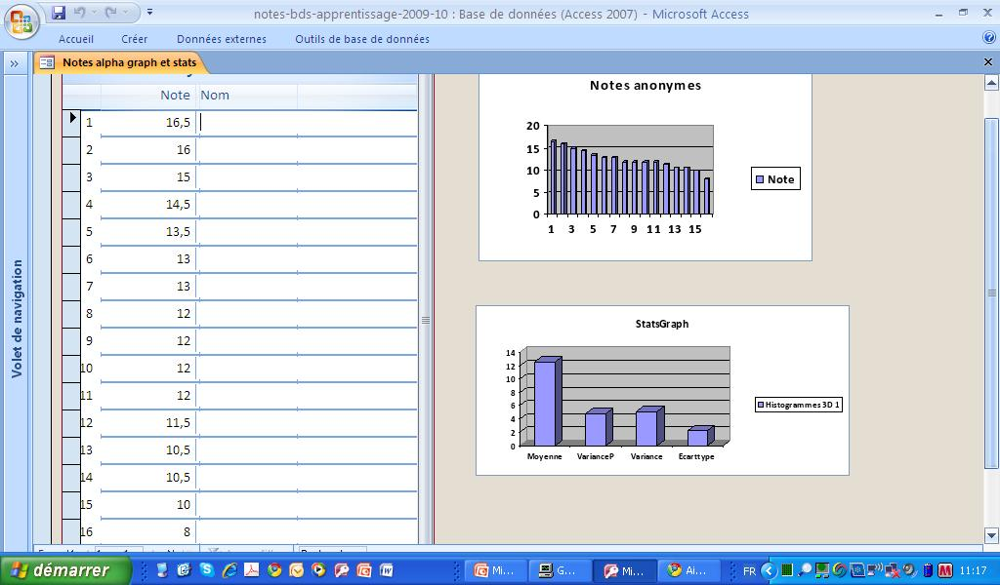 notes-bds-apprentissage-2009-10 : Base de données (Access 2007) - Microsoft Access
Accueil Créer Données externes Outils de base de données
Notes alpha graph et stats
Volet de navigation
Note Nom
1 16,5
2 16
3 15
4 14,5
5 13,5
6 13
7 13
8 12
9 12
10 12
11 12
12 11,5
13 10,5
14 10,5
15 10
16 8
Notes anonymes
20
15
10
5
0
1 3 5 7 9 11 13 15
Note
StatsGraph
14
12
10
8
6
4
2
0
Moyenne VarianceP Variance Ecarttype
Histogrammes 3D 1
démarrer
Mi... G... Mi... Ai...
FR
11:17